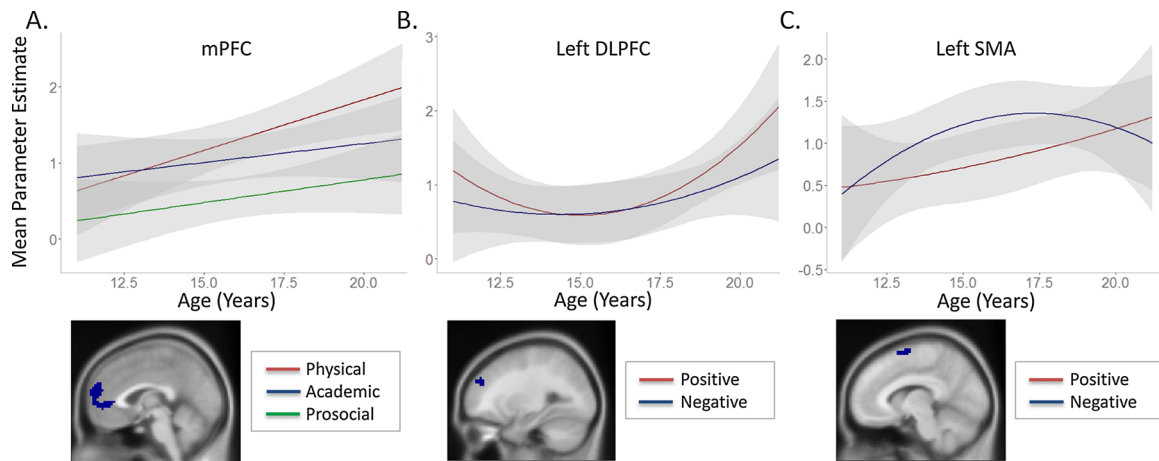 A.
mPFC
Mean Parameter Estimate
2
1
0
12.5 15.0 17.5 20.0
Age (Years)
Physical
Academic
Prosocial
B.
Left DLPFC
3
2
1
0
12.5 15.0 17.5 20.0
Age (Years)
Positive
Negative
C.
Left SMA
2.0
1.5
1.0
0.5
0.0
-0.5
12.5 15.0 17.5 20.0
Age (Years)
Positive
Negative